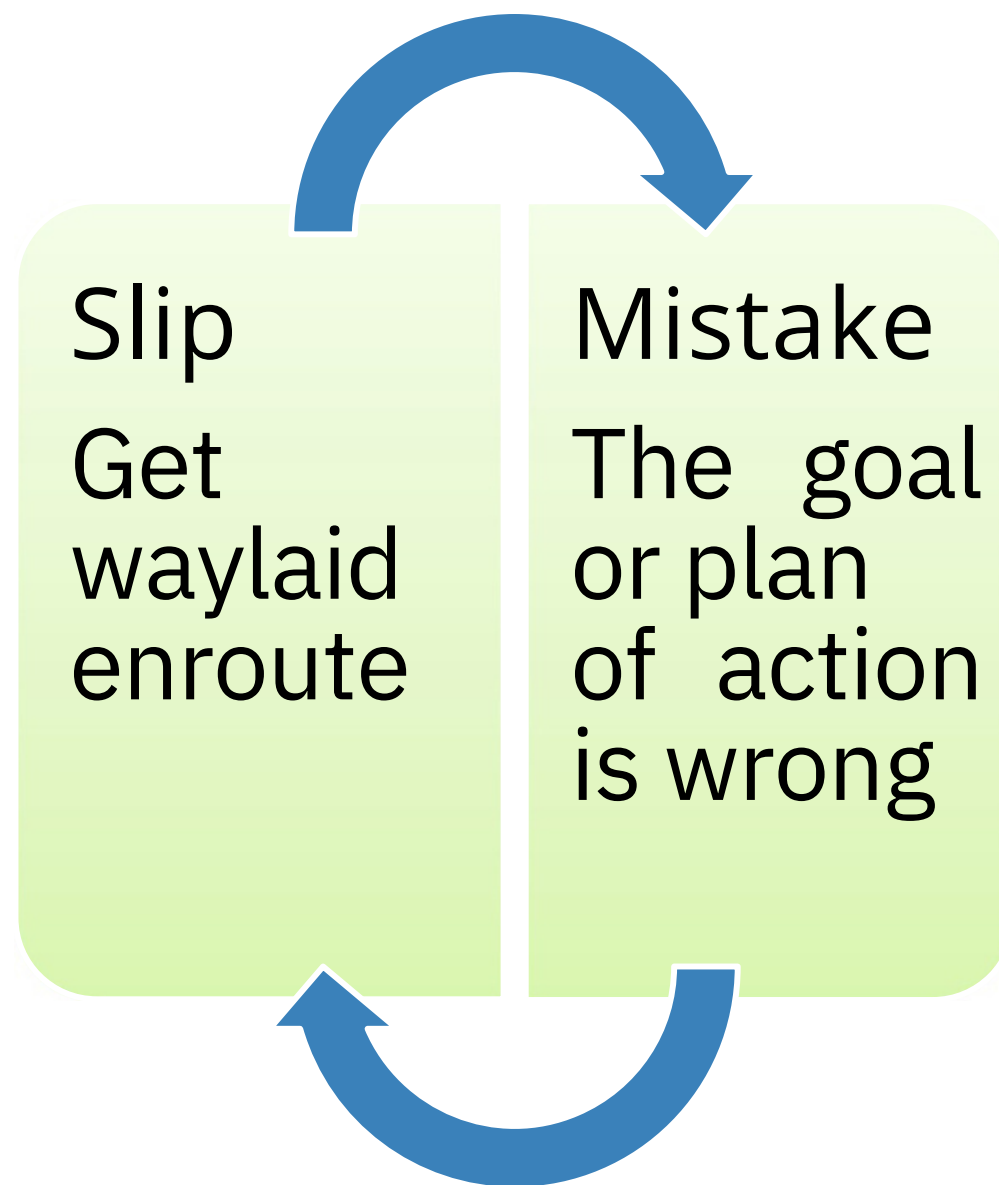 Slip
Get
waylaid
enroute
Mistake
The goal
or plan
of action
is wrong